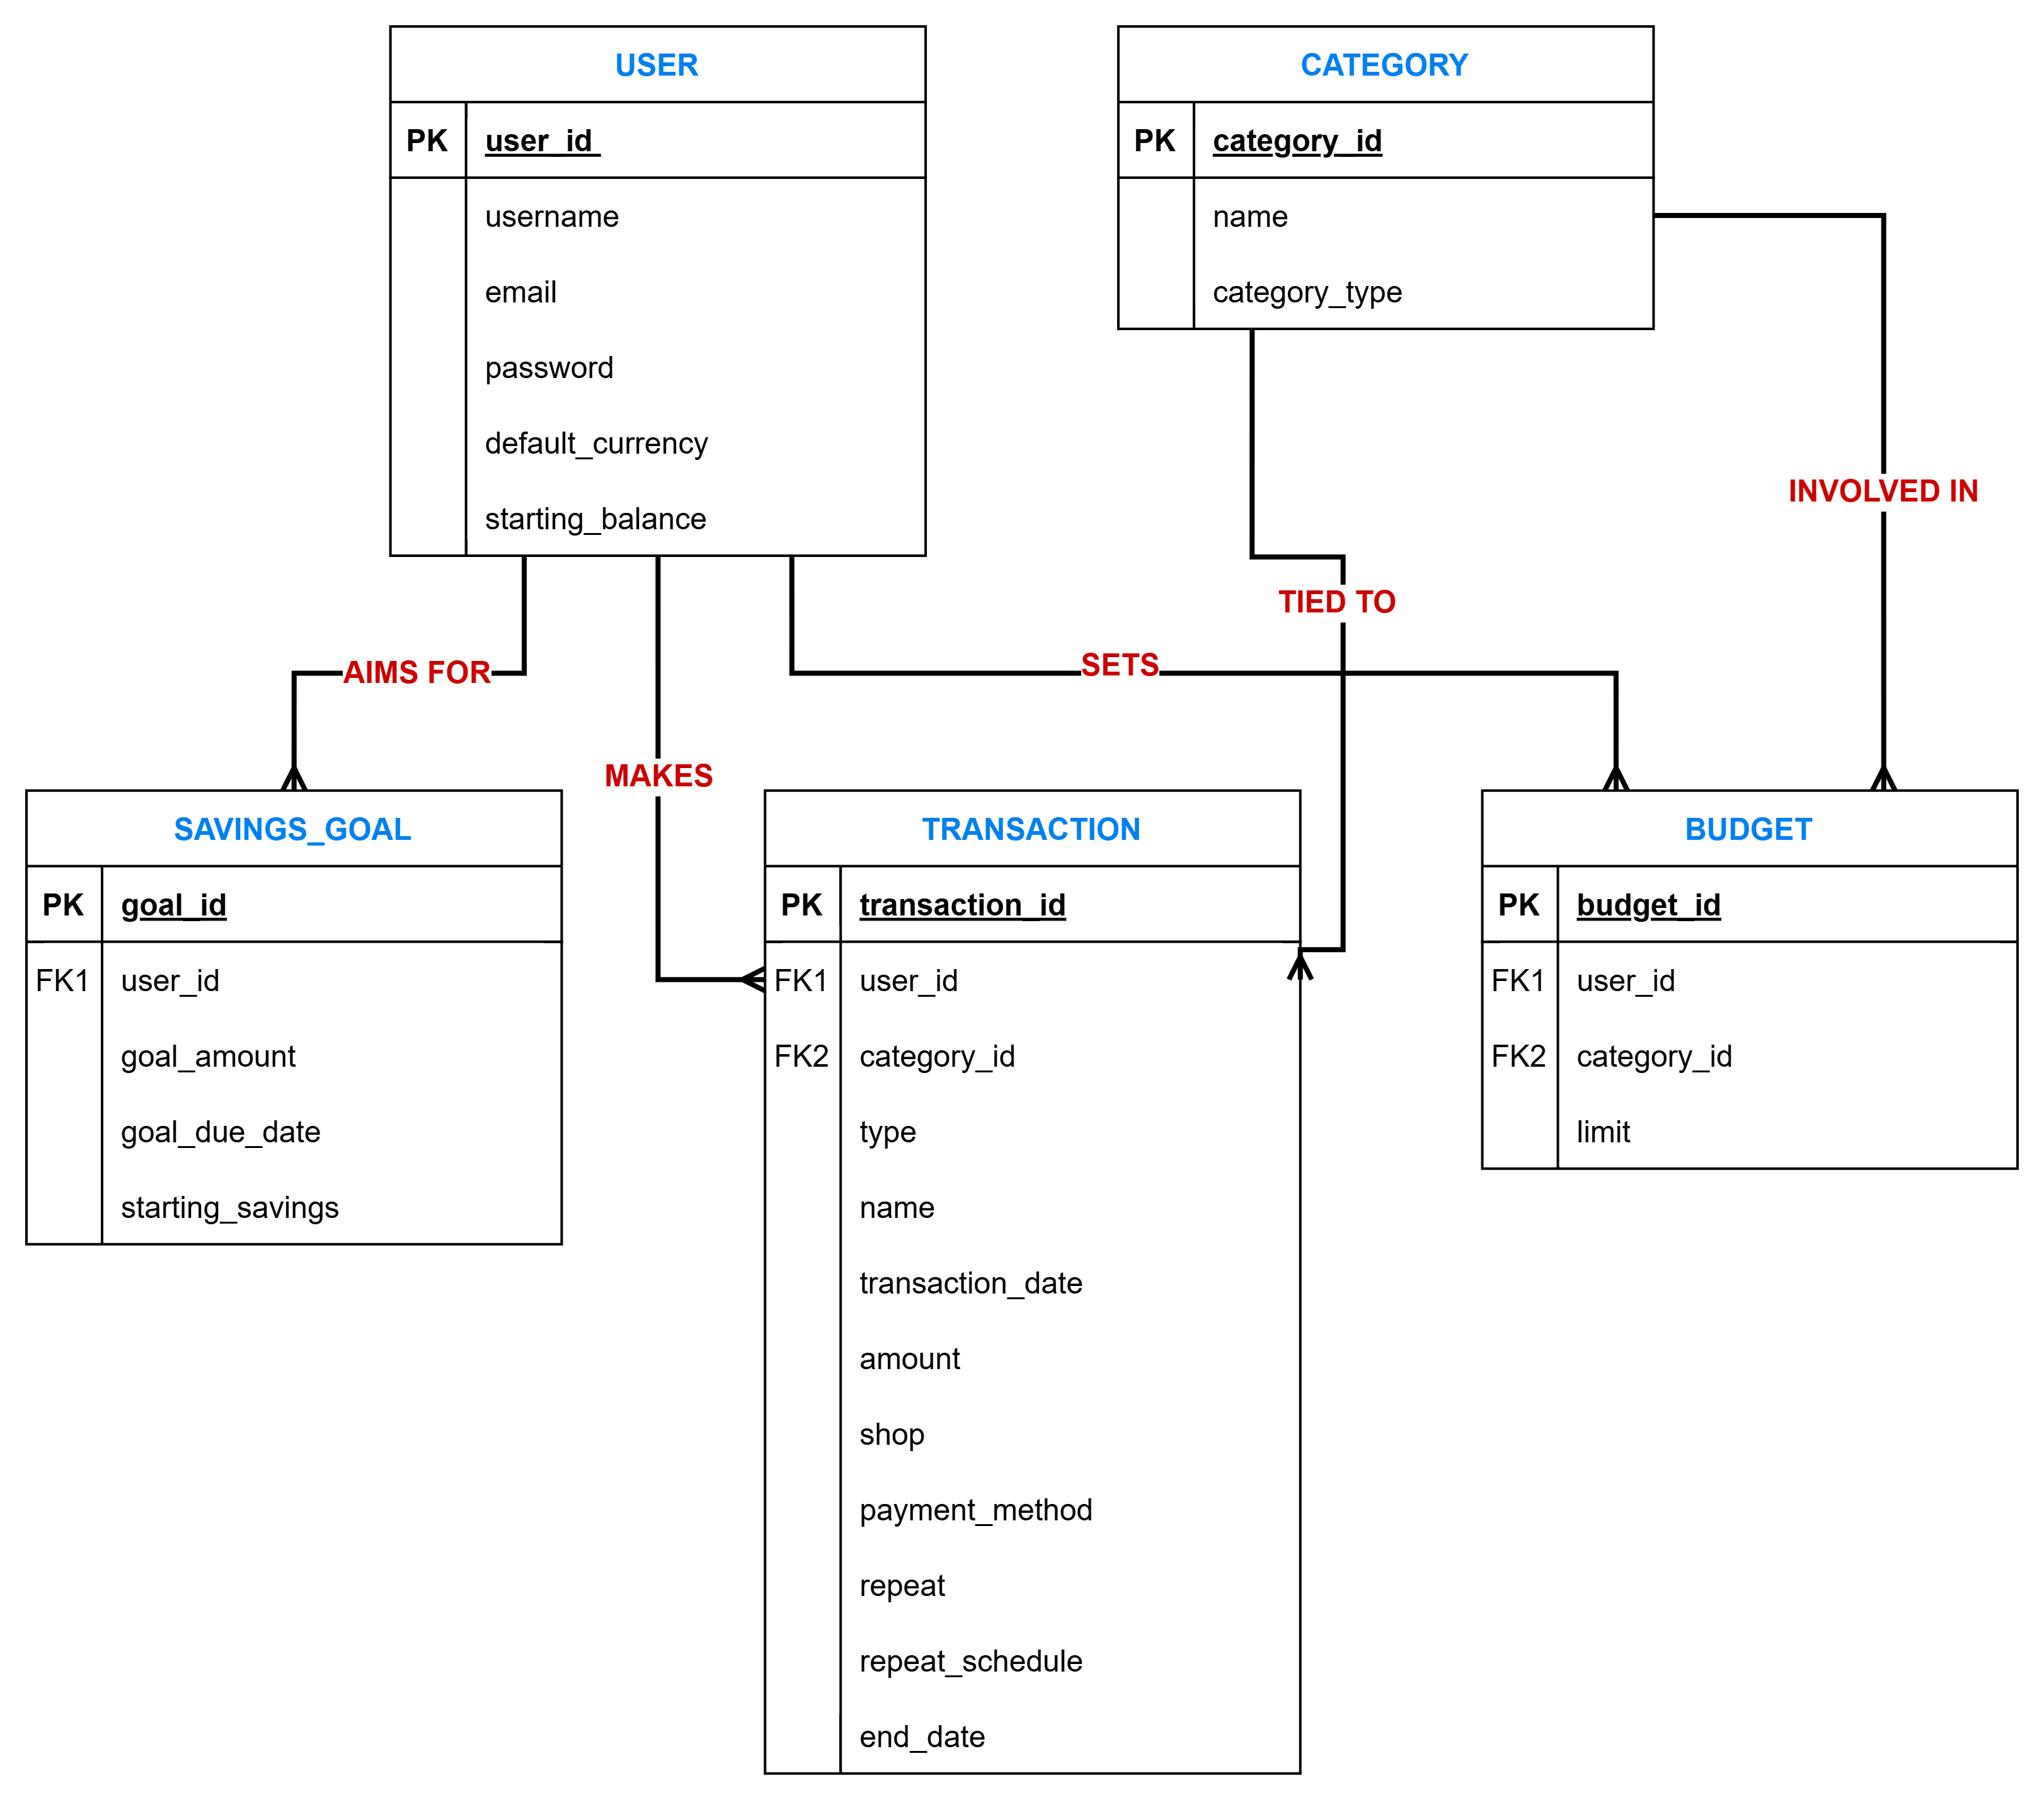 USER
PK user_id
username
email
password
default_currency
starting_balance
CATEGORY
PK category_id
name
category_type
INVOLVED IN
TIED TO
SETS
AIMS FOR
MAKES
SAVINGS_GOAL
PK goal_id
FK1 user_id
goal_amount
goal_due_date
starting_savings
TRANSACTION
PK transaction_id
FK1 user_id
FK2 category_id
type
name
transaction_date
amount
shop
payment_method
repeat
repeat_schedule
end_date
BUDGET
PK budget_id
FK1 user_id
FK2 category_id
limit